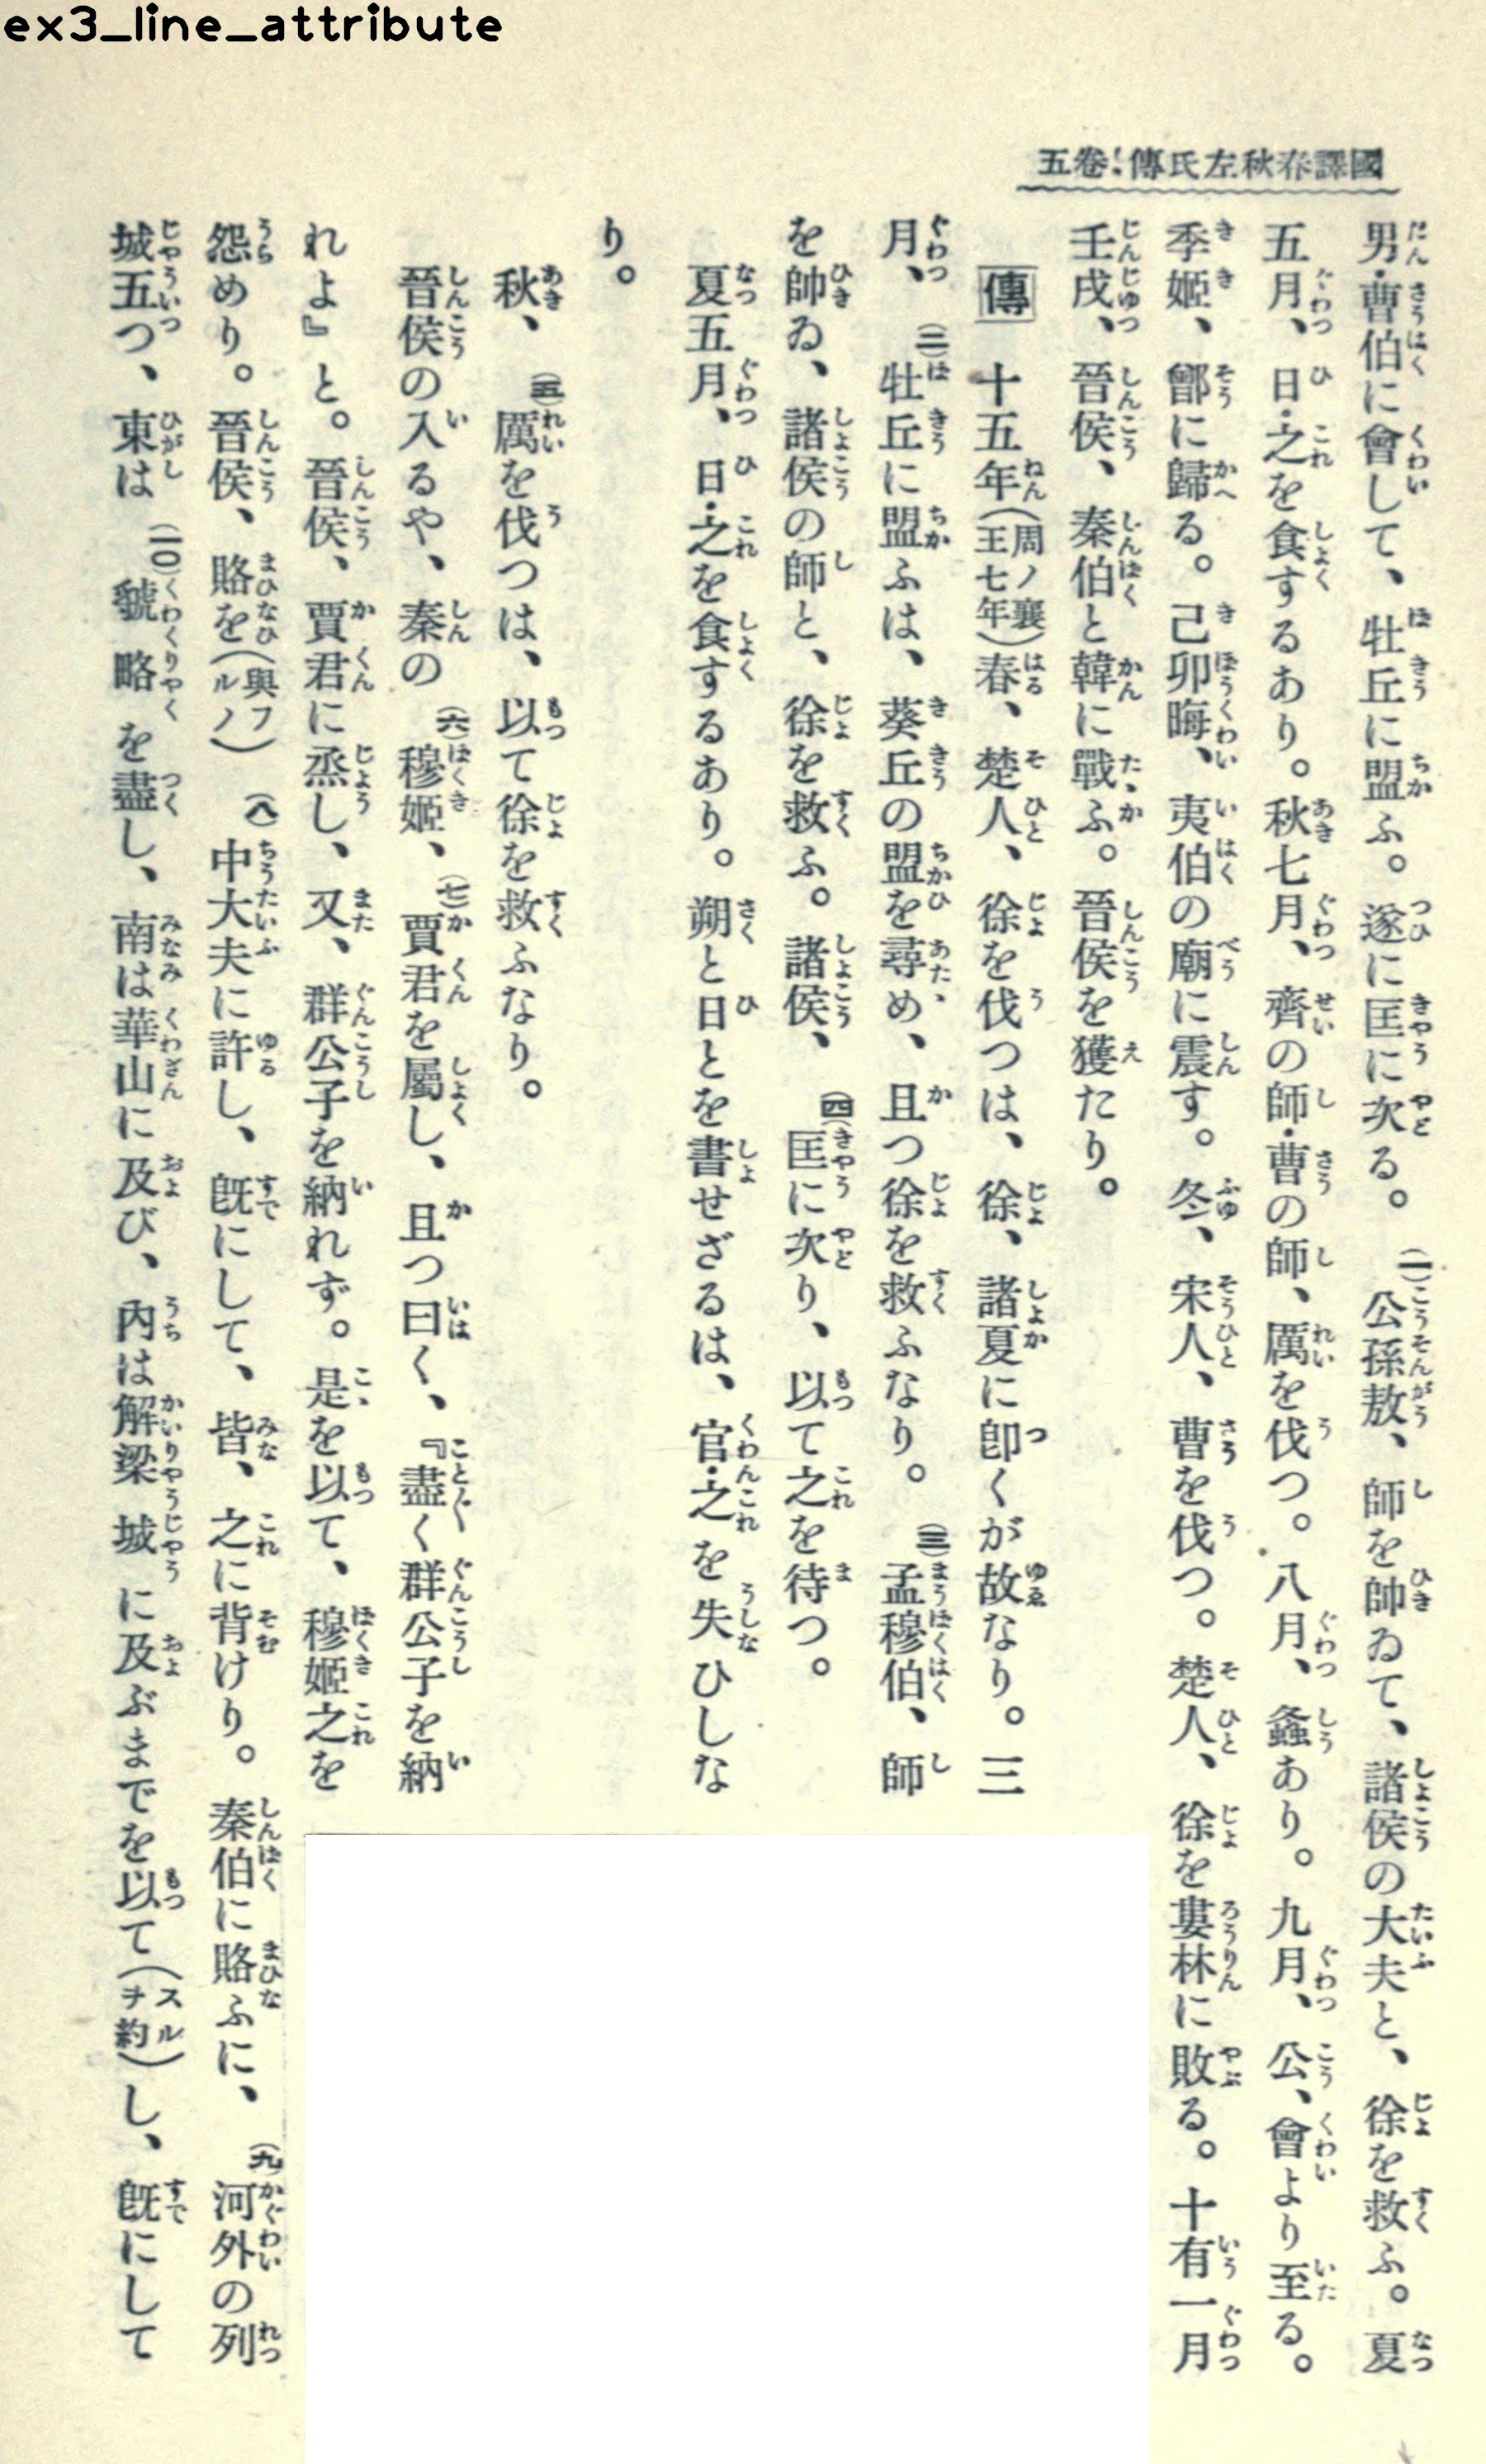 ex3_line_attribute
國譯春秋左氏傳卷五
男・曹伯に會して、牡丘に盟ふ。遂に匡に次る。(一)公孫敖、師を帥ゐて、諸侯の大夫と、徐を救ふ。夏
五月、日・之を食するあり。秋七月、齊の師・曹の師、厲を伐つ。八月、螽あり。九月、公、會より至る。
季姬、鄫に歸る。己卯晦、夷伯の廟に震す。冬、宋人、曹を伐つ。楚人、徐を婁林に敗る。十有一月
壬戌、晉侯、秦伯と韓に戰ふ。晉侯を獲たり。
傳 十五年(周ノ襄王七年)春、楚人、徐を伐つは、徐、諸夏に卽くが故なり。三
月、(二)牡丘に盟ふは、葵丘の盟を尋め、且つ徐を救ふなり。(三)孟穆伯、師
を帥ゐ、諸侯の師と、徐を救ふ。諸侯、(四)匡に次り、以て之を待つ。
夏五月、日・之を食するあり。朔と日とを書せざるは、官・之を失ひしな
り。
秋、(五)厲を伐つは、以て徐を救ふなり。
晉侯の入るや、秦の(六)穆姬、(七)賈君を屬し、且つ曰く、『盡く群公子を納
れよ』と。晉侯、賈君に烝し、又、群公子を納れず。是を以て、穆姬之を
怨めり。晉侯、賂を(與フルノ)(八)中大夫に許し、旣にして、皆、之に背けり。秦伯に賂ふに、(九)河外の列
城五つ、東は(一〇)虢略を盡し、南は華山に及び、內は解梁城に及ぶまでを以て(スルヲ約)し、旣にして